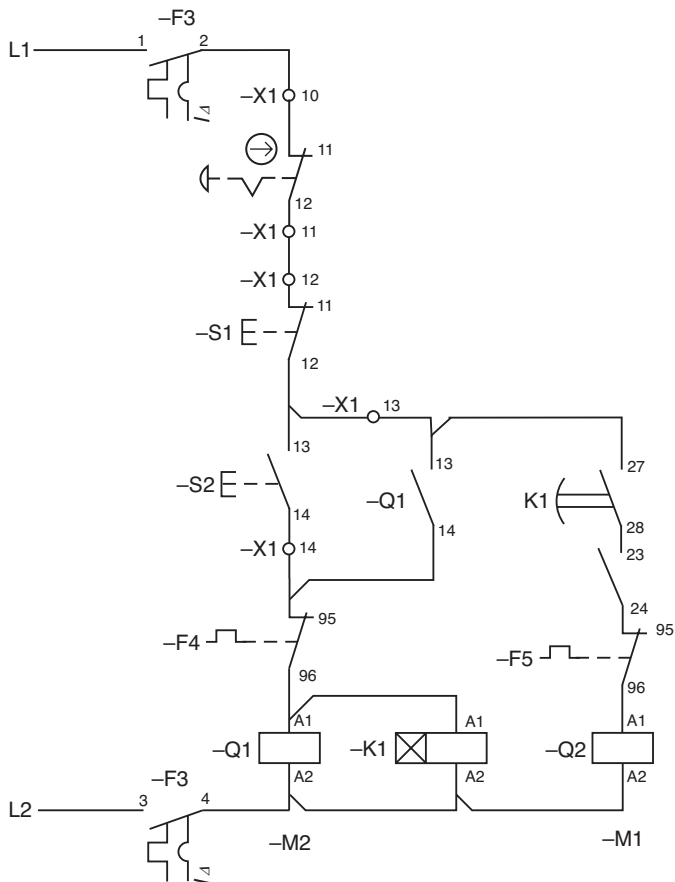 –F3
L1 1 2
–X1 10
11
12
–X1 11
–X1 12
11
–S1
12
–X1 13
13 13 27
–S2 –Q1 K1
14 14 28
–X1 14 23
24
95 95
–F4 –F5
96 96
A1 A1 A1
–Q1 –K1 –Q2
A2 A2 A2
–F3
L2 3 4
–M2 –M1